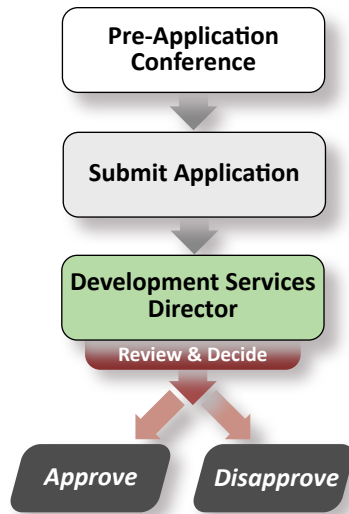 Pre-Application
Conference
Submit Application
Development Services
Director
Review & Decide
Approve
Disapprove